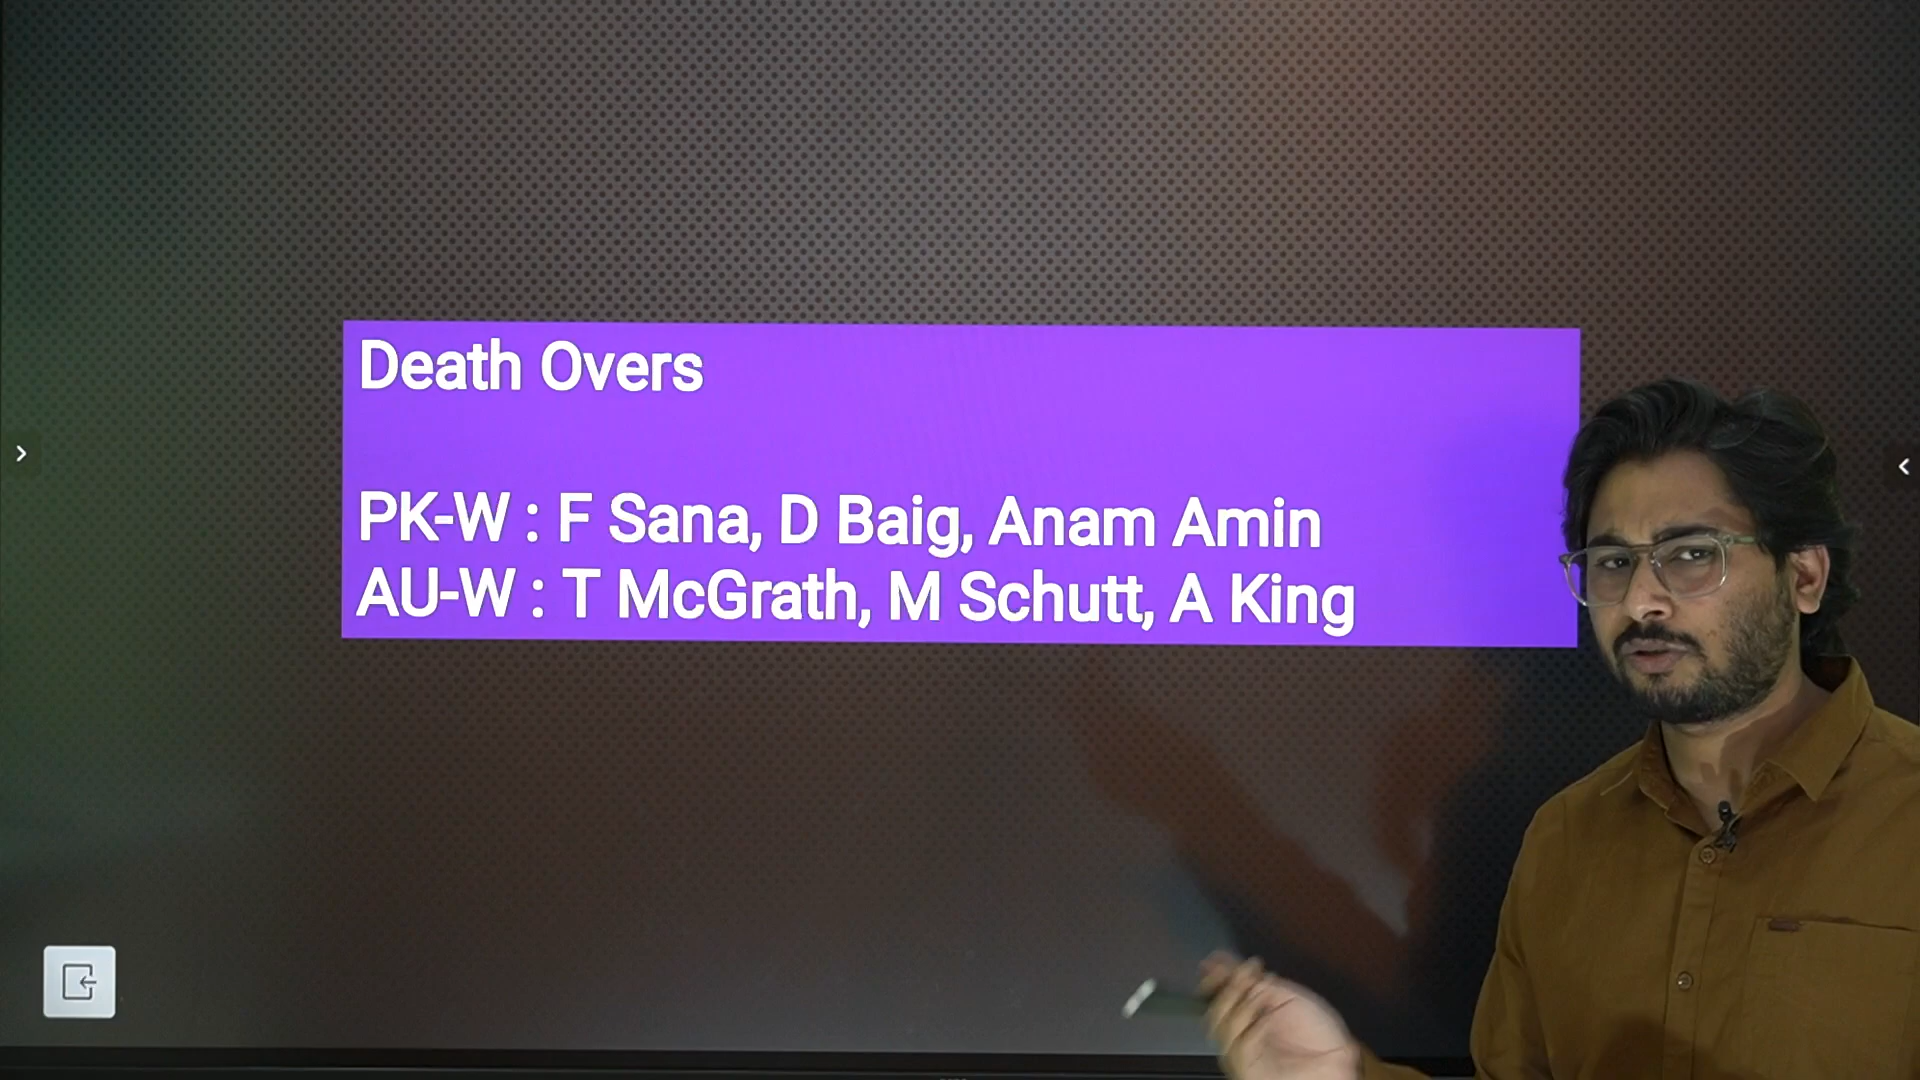 Death Overs
PK-W : F Sana, D Baig, Anam Amin
AU-W : T McGrath, M Schutt, A King